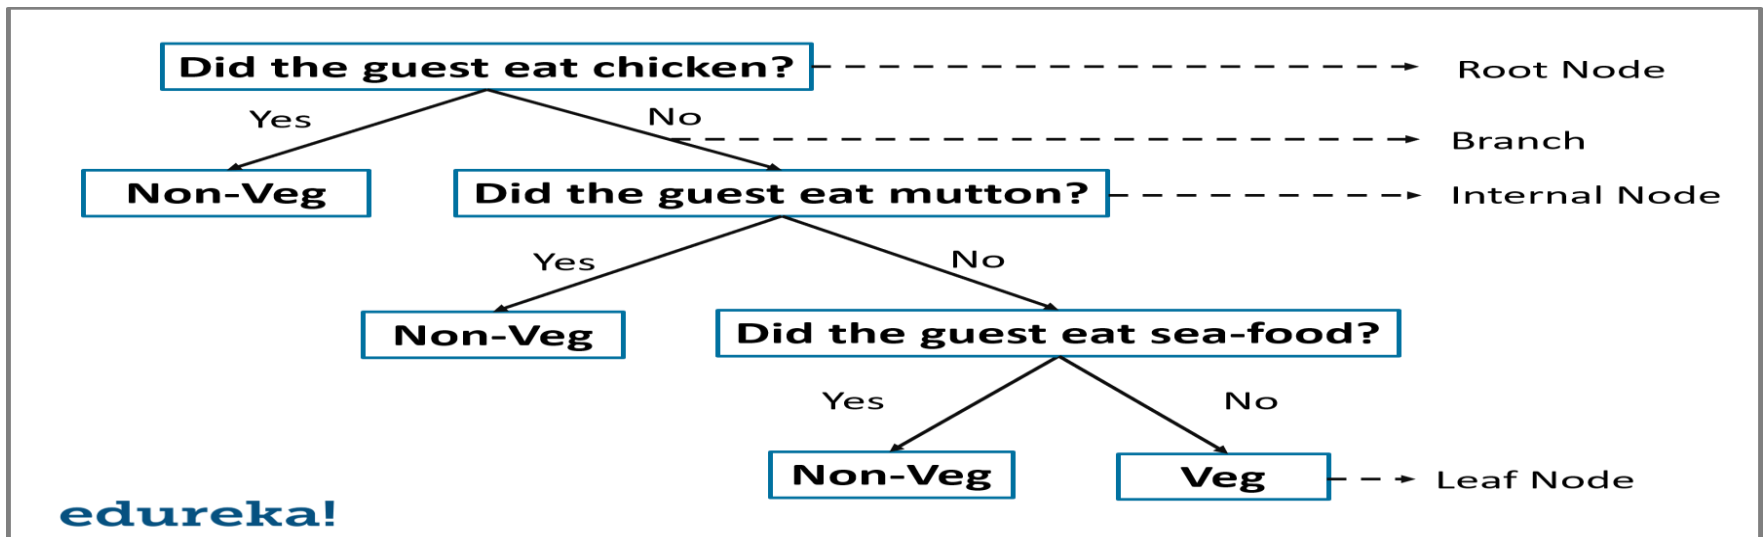 Did the guest eat chicken?
Root Node
Yes
No
Branch
Non-Veg
Did the guest eat mutton?
Internal Node
Yes
No
Non-Veg
Did the guest eat sea-food?
Yes
No
Non-Veg
Veg
Leaf Node
edureka!